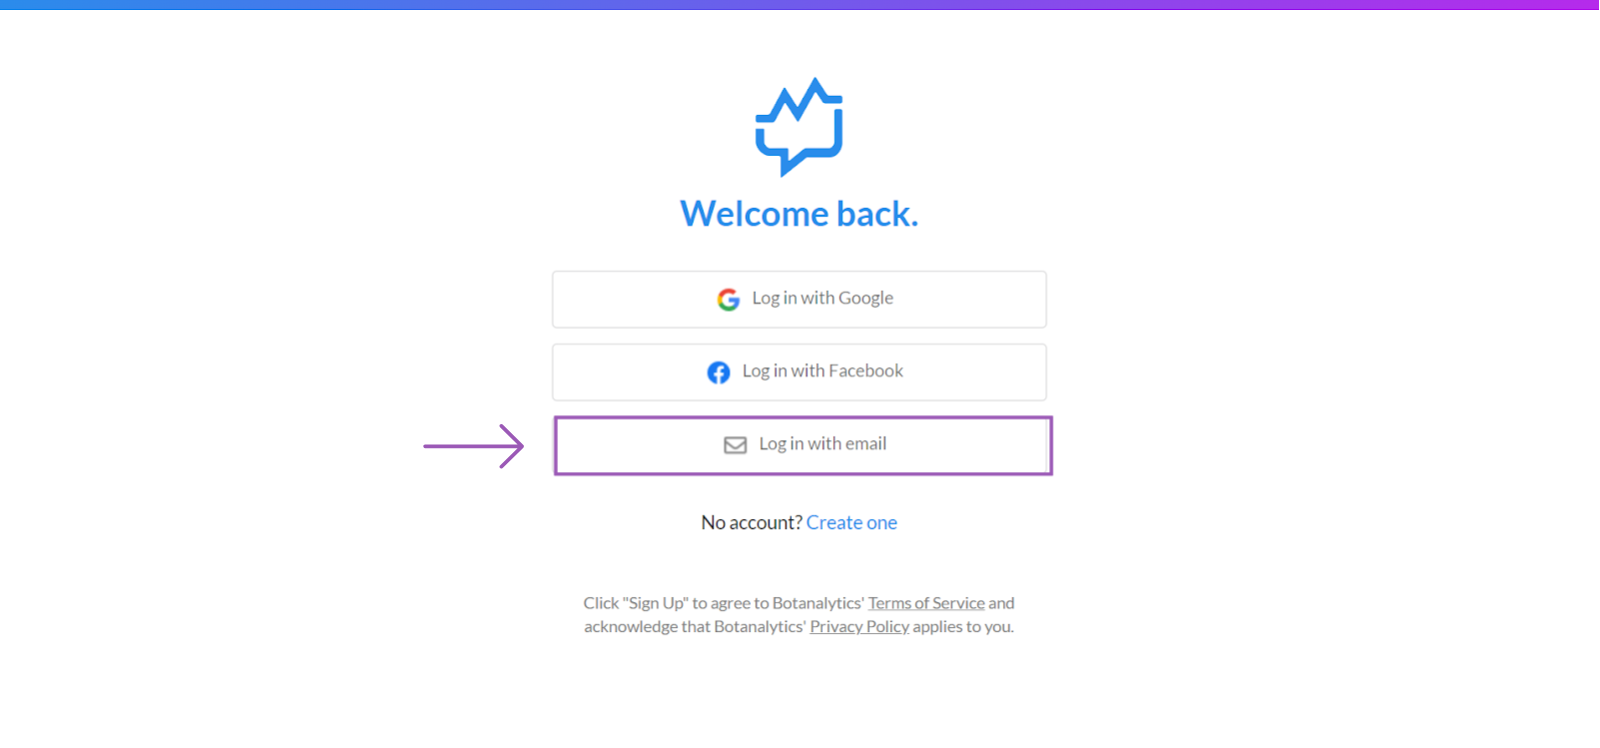 Welcome back.
Log in with Google
Log in with Facebook
Log in with email
No account? Create one
Click "Sign Up" to agree to Botanalytics' Terms of Service and
acknowledge that Botanalytics' Privacy Policy applies to you.